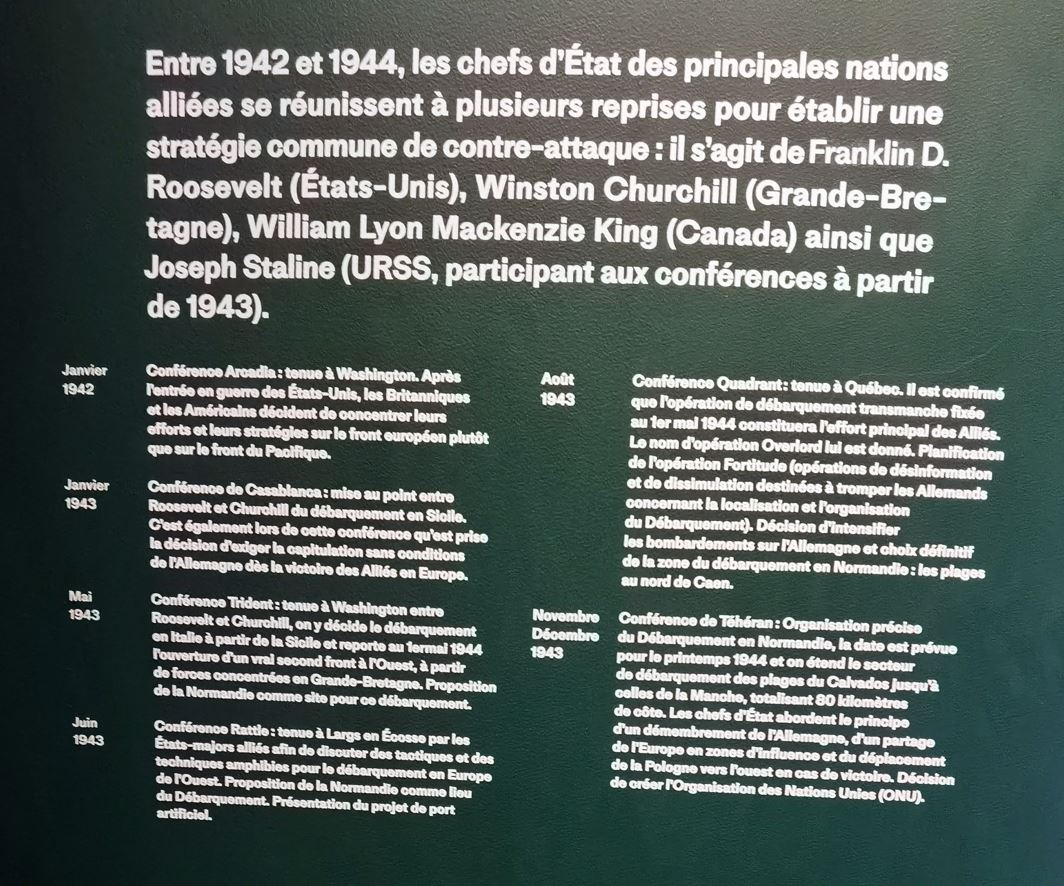 Entre 1942 et 1944, les chefs d'État des principales nations
alliées se réunissent à plusieurs reprises pour établir une
stratégie commune de contre-attaque : il s'agit de Franklin D.
Roosevelt (États-Unis), Winston Churchill (Grande-Bre-
tagne), William Lyon Mackenzie King (Canada) ainsi que
Joseph Staline (URSS, participant aux conférences à partir
de 1943).
Janvier
1942
Conférence Arcadia : tenue à Washington. Après
l'entrée en guerre des États-Unis, les Britanniques
et les Américains décident de concentrer leurs
efforts et leurs stratégies sur le front européen plutôt
que sur le front du Pacifique.
Janvier
1943
Conférence de Casablanca : mise au point entre
Roosevelt et Churchill du débarquement en Sicile.
C'est également lors de cette conférence qu'est prise
la décision d'exiger la capitulation sans conditions
de l'Allemagne dès la victoire des Alliés en Europe.
Mai
1943
Conférence Trident : tenue à Washington entre
Roosevelt et Churchill, on y décide le débarquement
en Italie à partir de la Sicile et reporte au 1ermai 1944
l'ouverture d'un vrai second front à l'Ouest, à partir
de forces concentrées en Grande-Bretagne. Proposition
de la Normandie comme site pour ce débarquement.
Juin
1943
Conférence Rattle : tenue à Largs en Écosse par les
États-majors alliés afin de discuter des tactiques et des
techniques amphibies pour le débarquement en Europe
de l'Ouest. Proposition de la Normandie comme lieu
du Débarquement. Présentation du projet de port
artificiel.
Août
1943
Conférence Quadrant : tenue à Québec. Il est confirmé
que l'opération de débarquement transmanche fixée
au 1er mai 1944 constituera l'effort principal des Alliés.
Le nom d'opération Overlord lui est donné. Planification
de l'opération Fortitude (opérations de désinformation
et de dissimulation destinées à tromper les Allemands
concernant la localisation et l'organisation
du Débarquement). Décision d'intensifier
les bombardements sur l'Allemagne et choix définitif
de la zone du débarquement en Normandie : les plages
au nord de Caen.
Novembre
Décembre
1943
Conférence de Téhéran : Organisation précise
du Débarquement en Normandie, la date est prévue
pour le printemps 1944 et on étend le secteur
de débarquement des plages du Calvados jusqu'à
celles de la Manche, totalisant 80 kilomètres
de côte. Les chefs d'État abordent le principe
d'un démembrement de l'Allemagne, d'un partage
de l'Europe en zones d'influence et du déplacement
de la Pologne vers l'ouest en cas de victoire. Décision
de créer l'Organisation des Nations Unies (ONU).